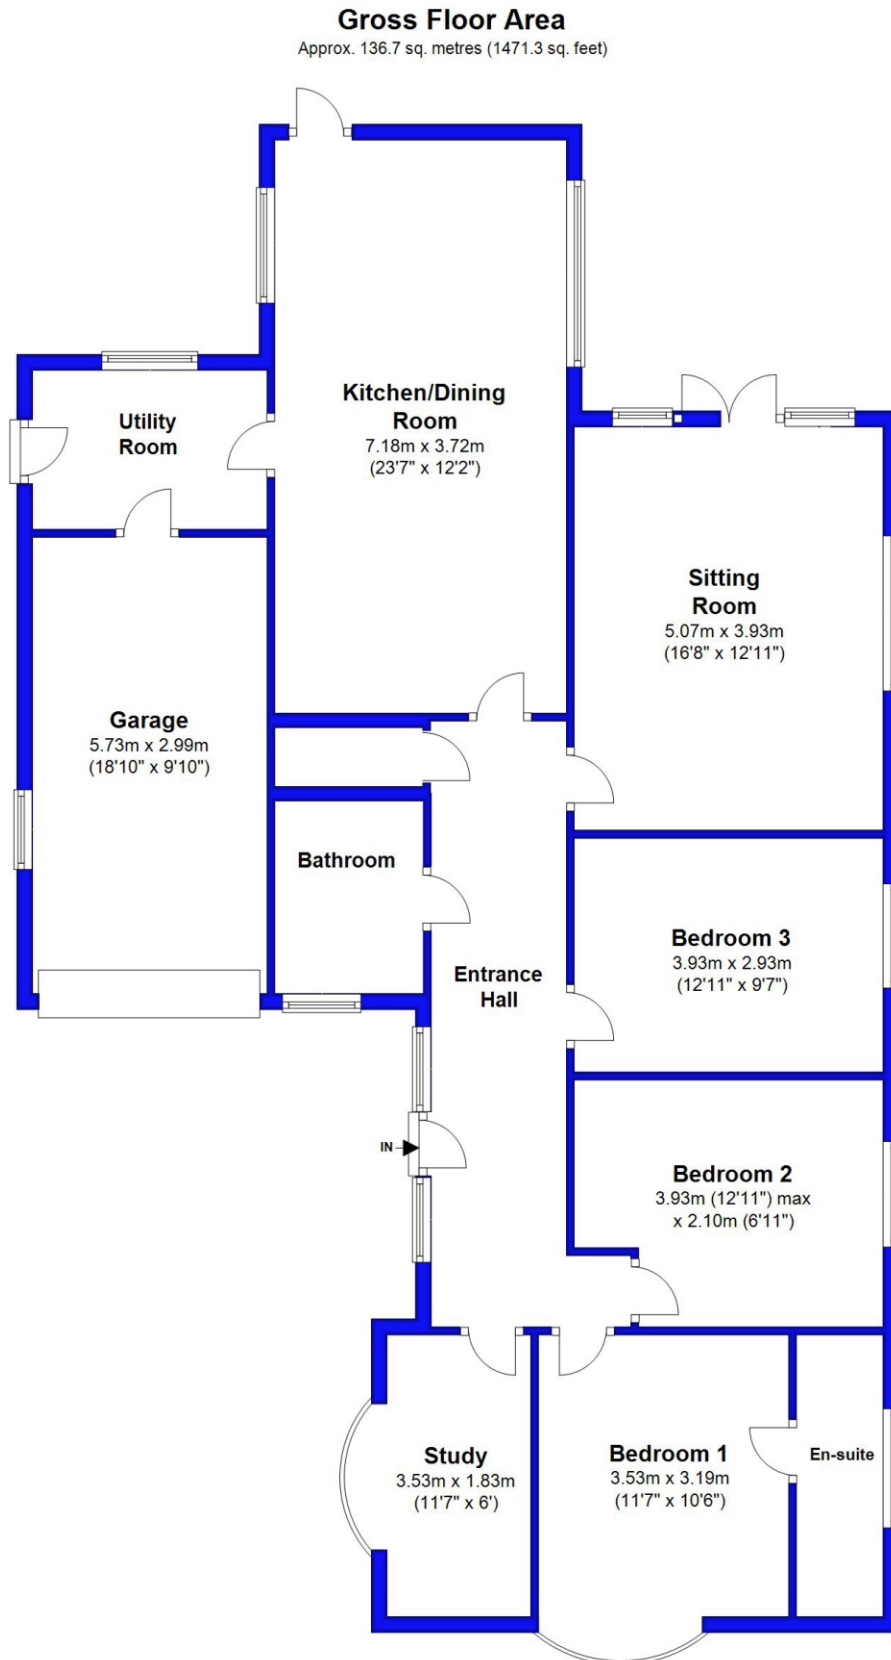 Gross Floor Area
Approx. 136.7 sq. metres (1471.3 sq. feet)
Kitchen/Dining
Room
7.18m x 3.72m
(23'7" x 12'2")
Utility
Room
Sitting
Room
5.07m x 3.93m
(16'8" x 12'11")
Garage
5.73m x 2.99m
(18'10" x 9'10")
Bathroom
Entrance
Hall
Bedroom 3
3.93m x 2.93m
(12'11" x 9'7")
IN
Bedroom 2
3.93m (12'11") max
x 2.10m (6'11")
Study
3.53m x 1.83m
(11'7" x 6')
Bedroom 1
3.53m x 3.19m
(11'7" x 10'6")
En-suite